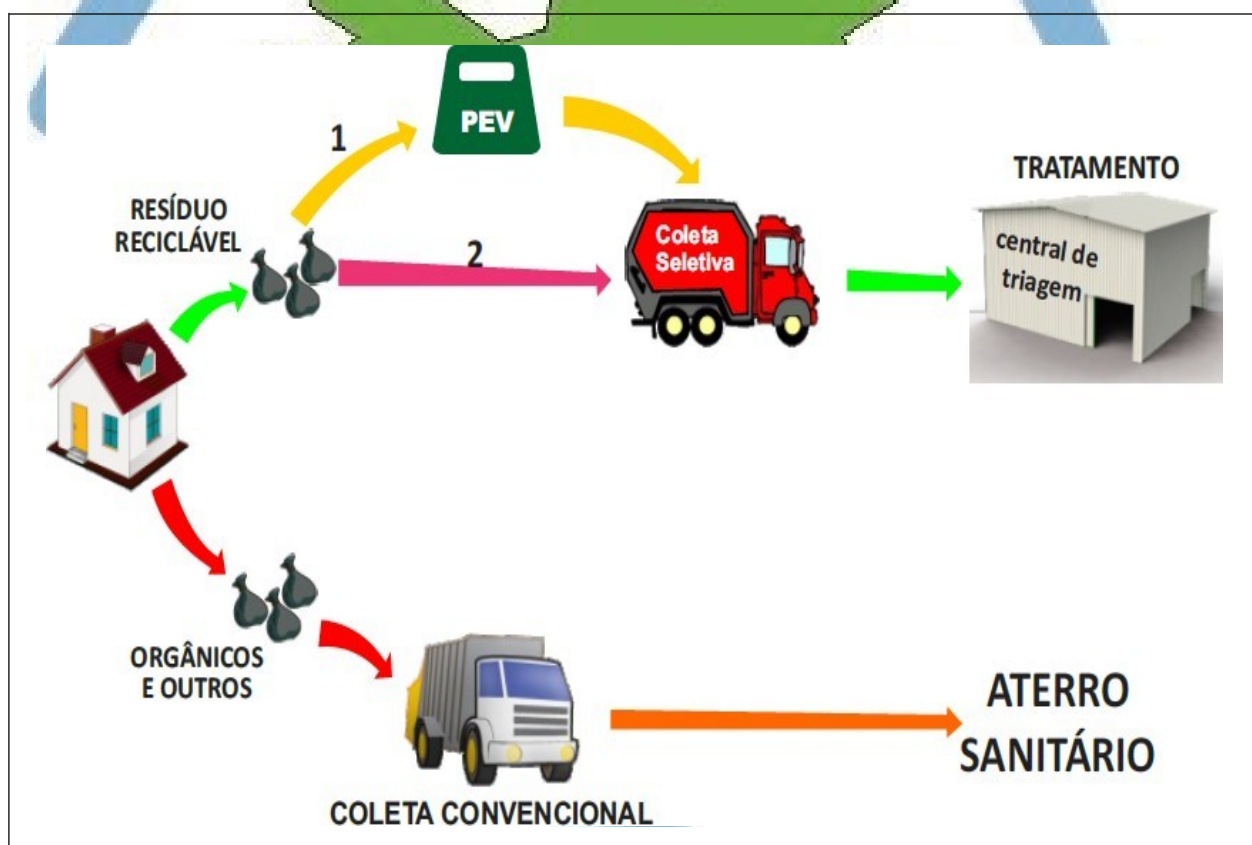 PEV
1
TRATAMENTO
RESÍDUO
RECICLÁVEL
Coleta
Seletiva
2
central de
triagem
ORGÂNICOS
E OUTROS
ATERRO
SANITÁRIO
COLETA CONVENCIONAL